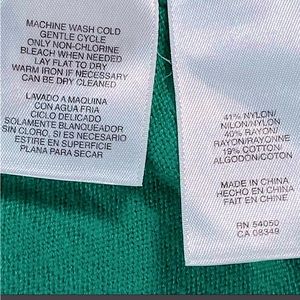 MACHINE WASH COLD
GENTLE CYCLE
ONLY NON-CHLORINE
BLEACH WHEN NEEDED
LAY FLAT TO DRY
WARM IRON IF NECESSARY
CAN BE DRY CLEANED
LAVADO A MAQUINA
CON AGUA FRIA
CICLO DELICADO
SOLAMENTE BLANQUEADOR
SIN CLORO, SI ES NECESARIO
ESTIRE EN SUPERFICIE
PLANA PARA SECAR
41% NYLON/
NILON/NYLON
40% RAYON/
RAYON/RAYONNE
19% COTTON/
ALGODON/COTON
MADE IN CHINA
HECHO EN CHINA
FAIT EN CHINE
RN 54050
CA 08349